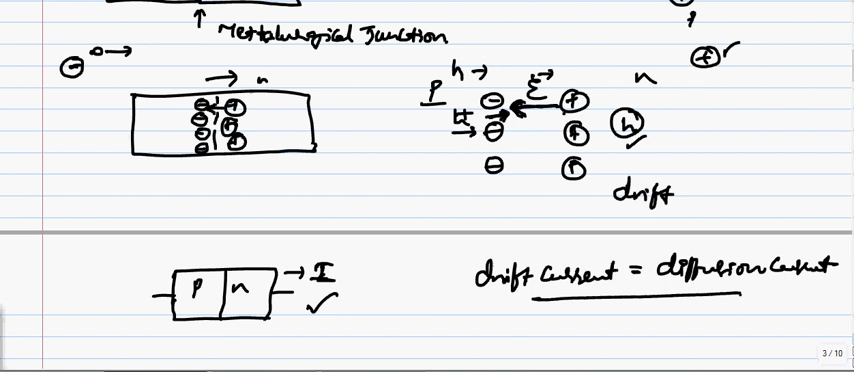 ↑ Mettalurgical Junction
⊖ o→
→ n
P h → ξ→ n
h
drift
p n → I ✓
drift current = diffusion current
3 / 10